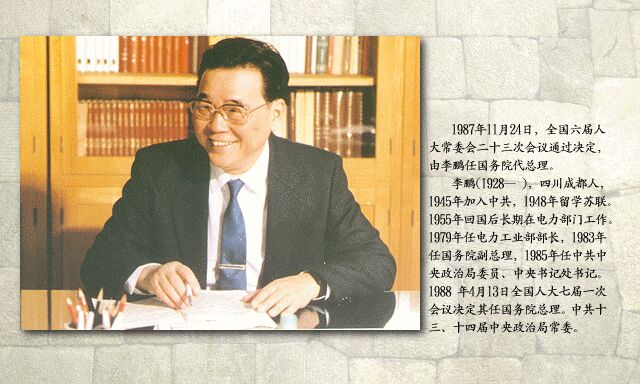 1987年11月24日，全国六届人
大常委会二十三次会议通过决定，
由李鹏任国务院代总理。
李鹏(1928— )，四川成都人，
1945年加入中共，1948年留学苏联。
1955年回国后长期在电力部门工作。
1979年任电力工业部部长，1983年
任国务院副总理，1985年任中共中
央政治局委员、中央书记处书记。
1988 年4月13日全国人大七届一次
会议决定其任国务院总理。中共十
三、十四届中央政治局常委。